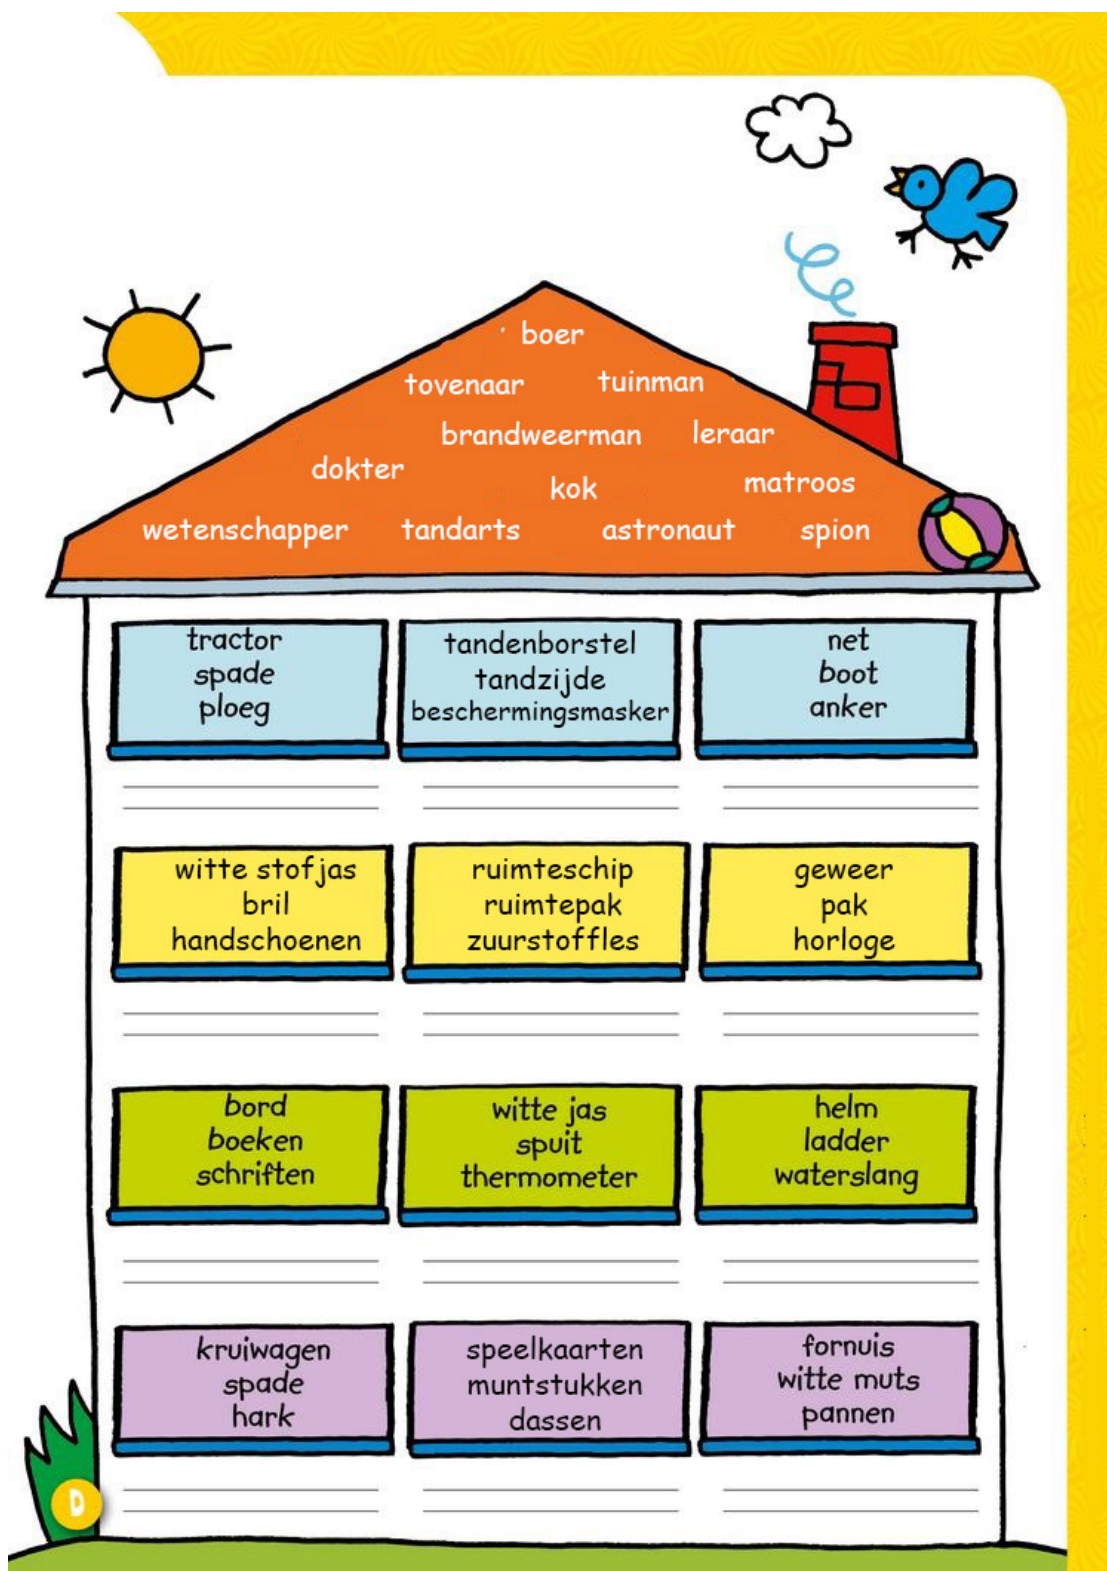 boer
tovenaar tuinman
brandweerman leraar
dokter kok matroos
wetenschapper tandarts astronaut spion
tractor
spade
ploeg
tandenborstel
tandzijde
beschermingsmasker
net
boot
anker
witte stofjas
bril
handschoenen
ruimteschip
ruimtepak
zuurstoffles
geweer
pak
horloge
bord
boeken
schriften
witte jas
spuit
thermometer
helm
ladder
waterslang
kruiwagen
spade
hark
speelkaarten
muntstukken
dassen
fornuis
witte muts
pannen
D